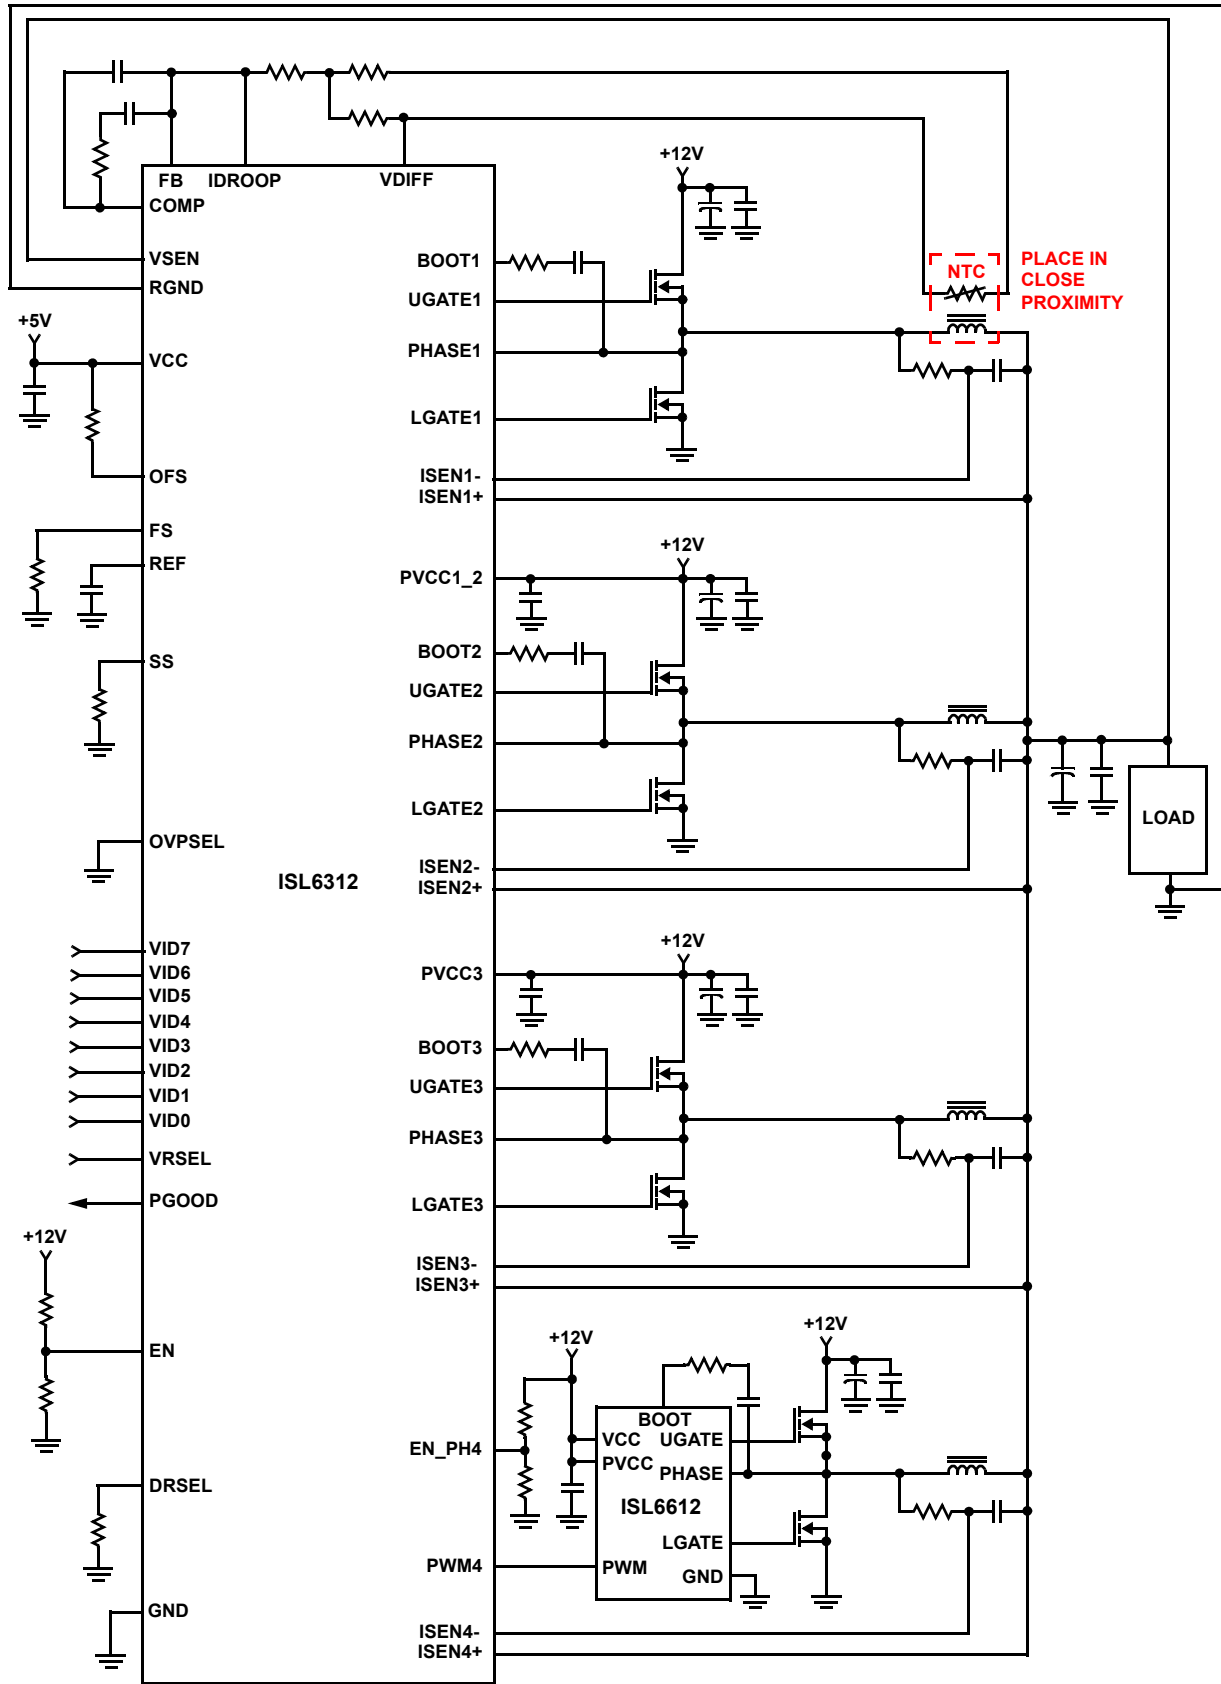 +12V
FB IDROOP VDIFF
COMP
VSEN
RGND
+5V
VCC
OFS
FS
REF
SS
OVPSEL
ISL6312
VID7
VID6
VID5
VID4
VID3
VID2
VID1
VID0
VRSEL
PGOOD
+12V
EN
DRSEL
GND
BOOT1
UGATE1
PHASE1
LGATE1
ISEN1-
ISEN1+
NTC
PLACE IN
CLOSE
PROXIMITY
+12V
PVCC1_2
BOOT2
UGATE2
PHASE2
LGATE2
ISEN2-
ISEN2+
LOAD
+12V
PVCC3
BOOT3
UGATE3
PHASE3
LGATE3
ISEN3-
ISEN3+
+12V
+12V
EN_PH4
BOOT
VCC
UGATE
PVCC
PHASE
ISL6612
LGATE
PWM
GND
PWM4
ISEN4-
ISEN4+